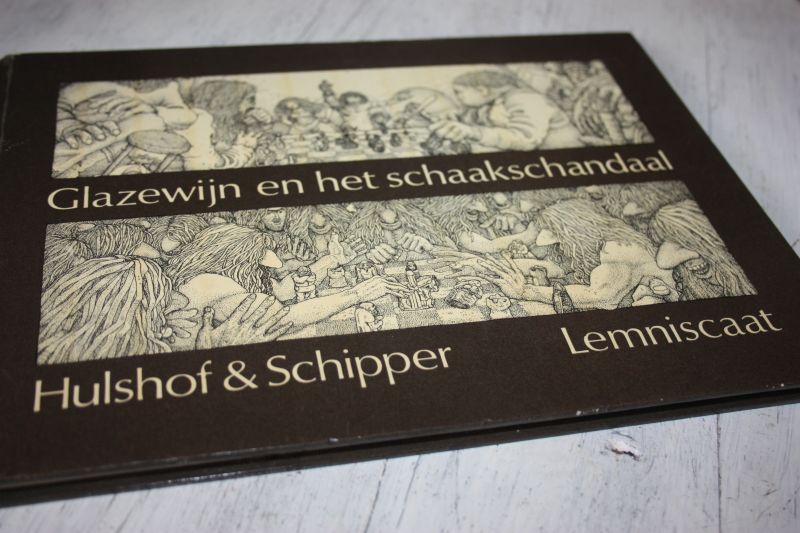 Glazewijn en het schaakschandaal
Hulshof & Schipper Lemniscaat